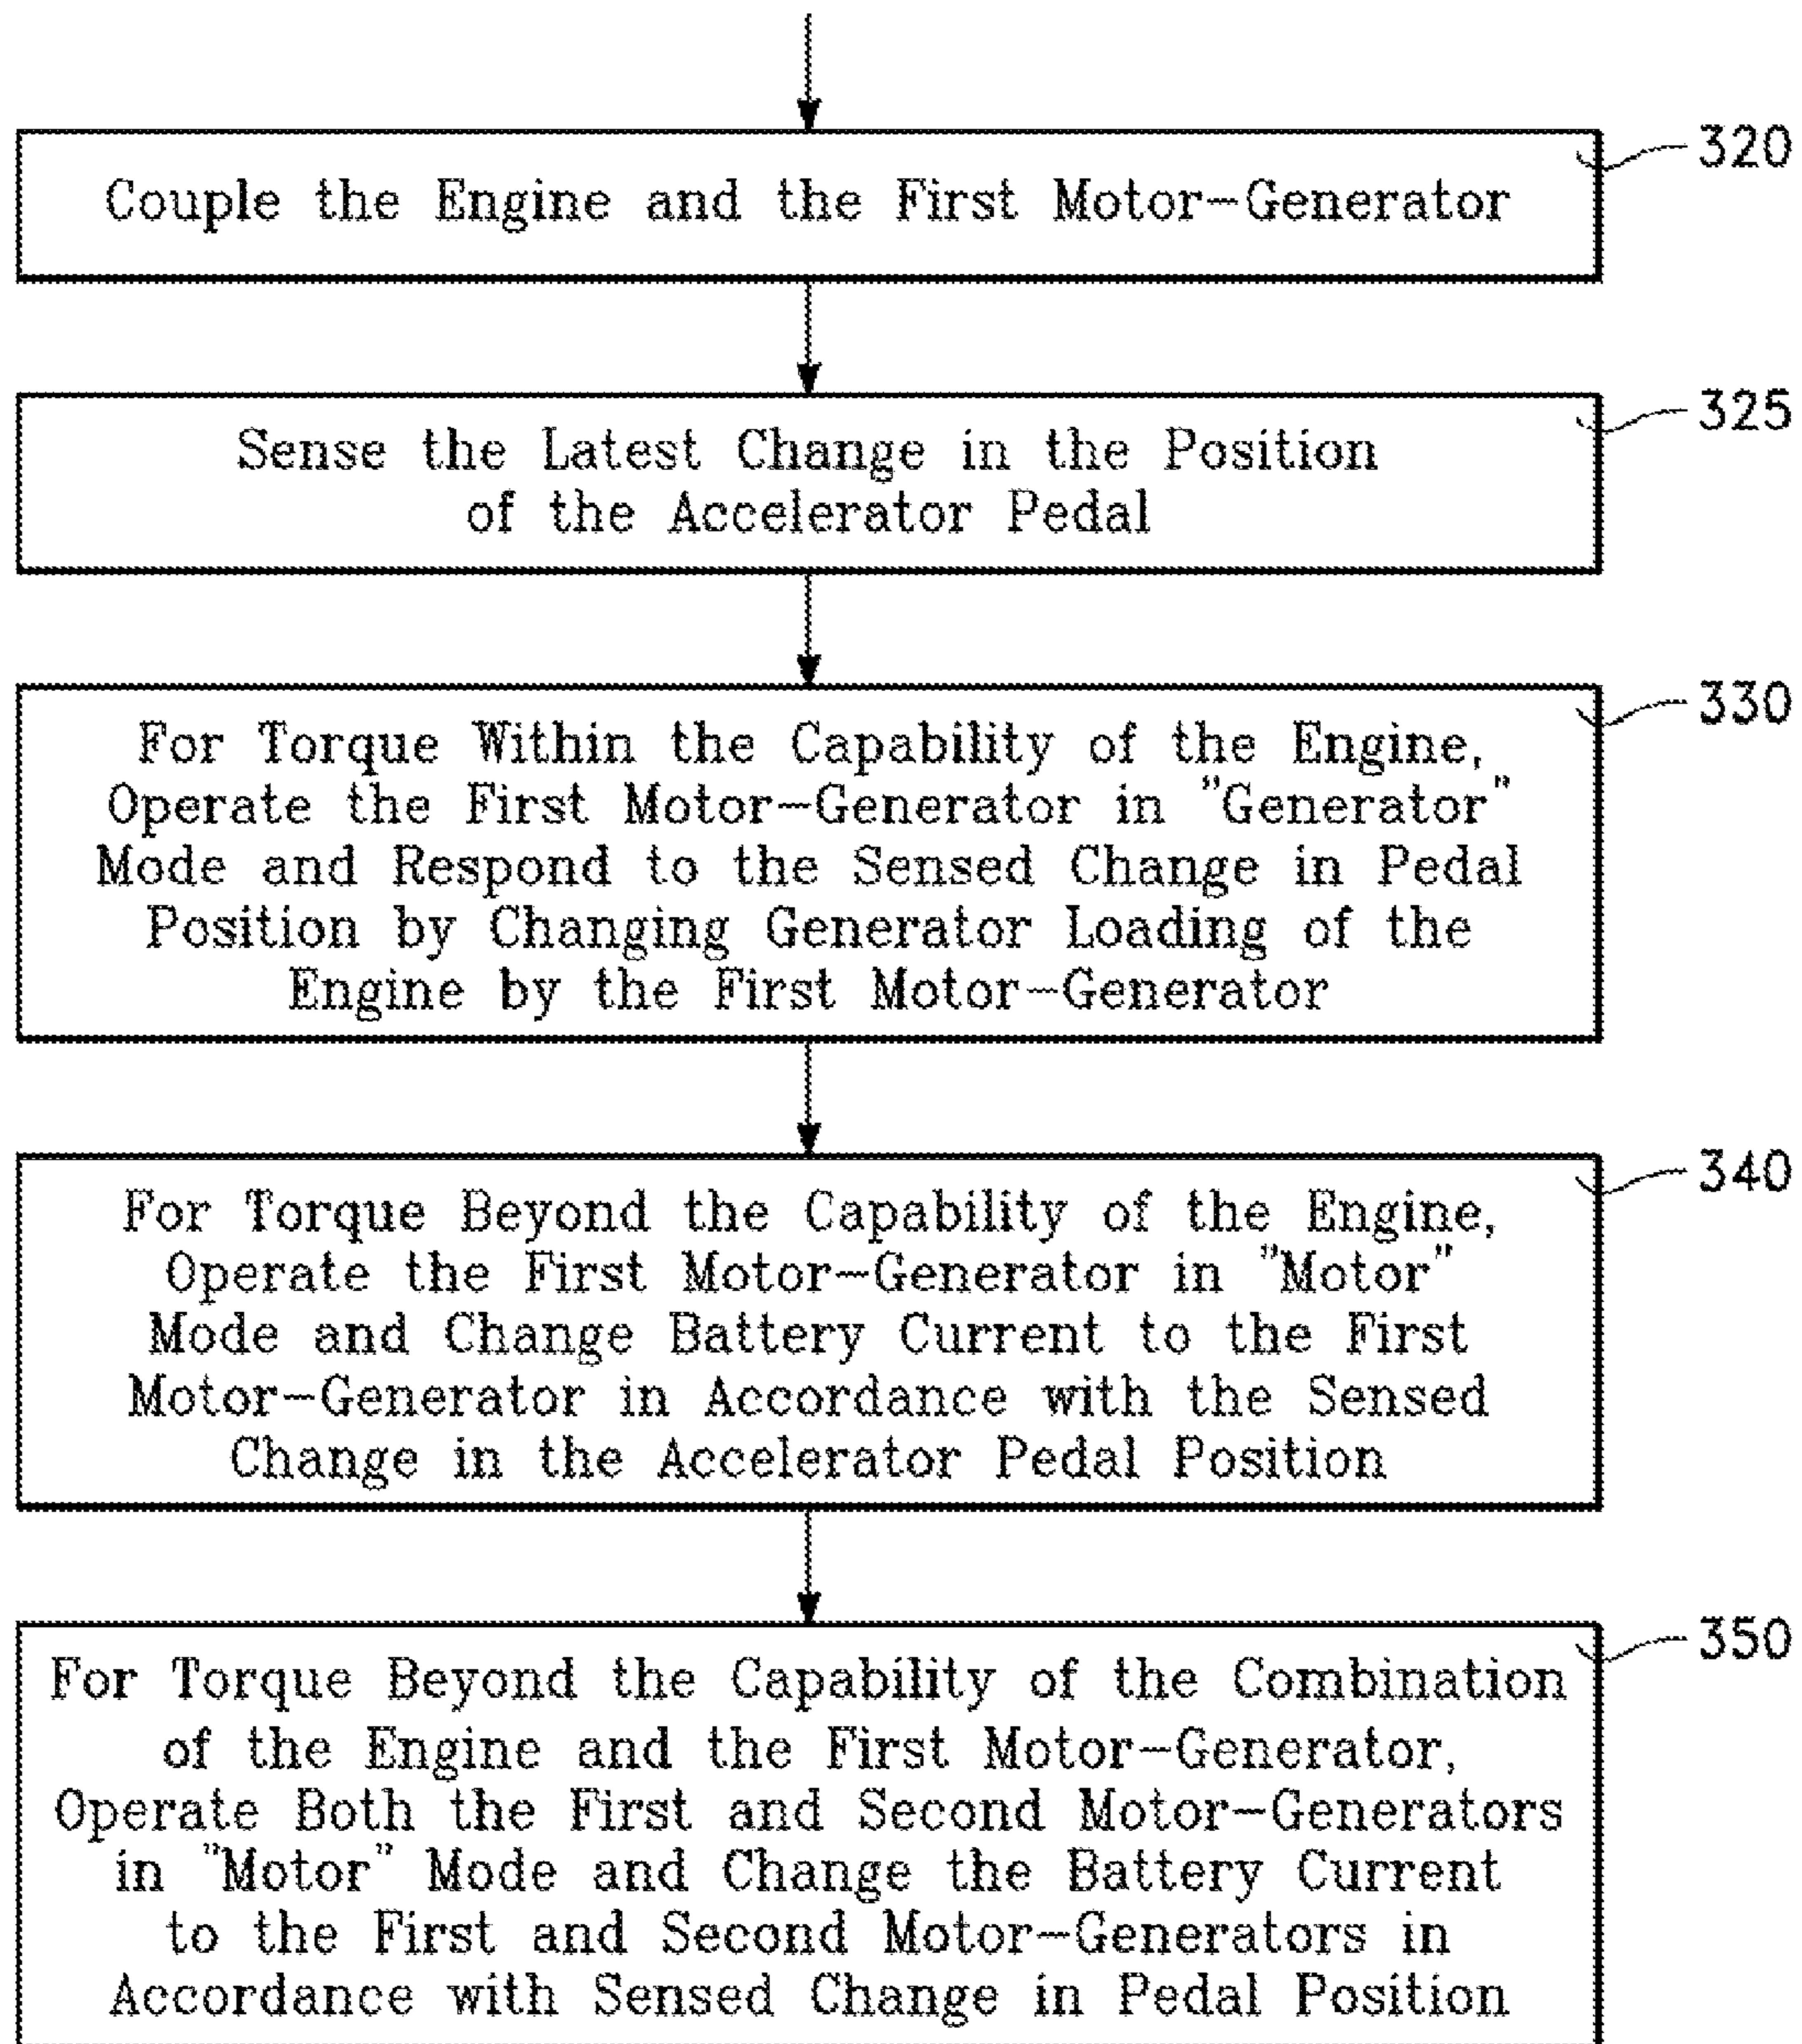 320
Couple the Engine and the First Motor-Generator
325
Sense the Latest Change in the Position
of the Accelerator Pedal
330
For Torque Within the Capability of the Engine,
Operate the First Motor-Generator in "Generator"
Mode and Respond to the Sensed Change in Pedal
Position by Changing Generator Loading of the
Engine by the First Motor-Generator
340
For Torque Beyond the Capability of the Engine,
Operate the First Motor-Generator in "Motor"
Mode and Change Battery Current to the First
Motor-Generator in Accordance with the Sensed
Change in the Accelerator Pedal Position
350
For Torque Beyond the Capability of the Combination
of the Engine and the First Motor-Generator,
Operate Both the First and Second Motor-Generators
in "Motor" Mode and Change the Battery Current
to the First and Second Motor-Generators in
Accordance with Sensed Change in Pedal Position